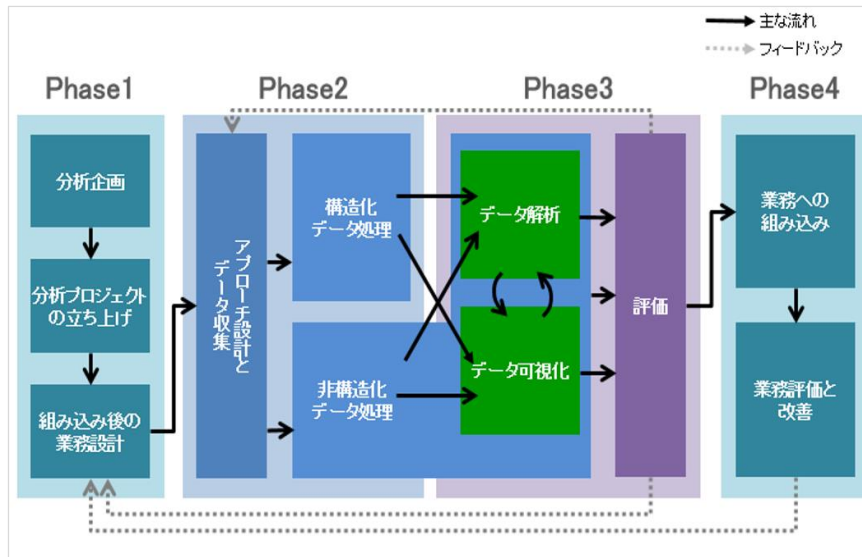 主な流れ
フィードバック
Phase1
Phase2
Phase3
Phase4
分析企画
分析プロジェクト
の立ち上げ
組み込み後の
業務設計
アプローチ設計と
データ収集
構造化
データ処理
非構造化
データ処理
データ解析
データ可視化
評価
業務への
組み込み
業務評価と
改善